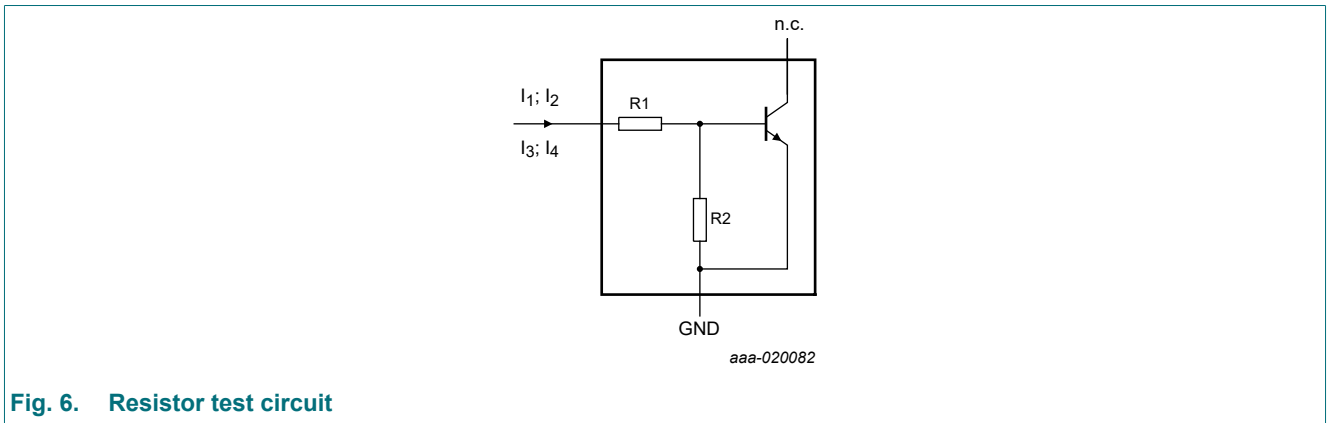 n.c.
I1; I2
R1
I3; I4
R2
GND
aaa-020082
Fig. 6. Resistor test circuit